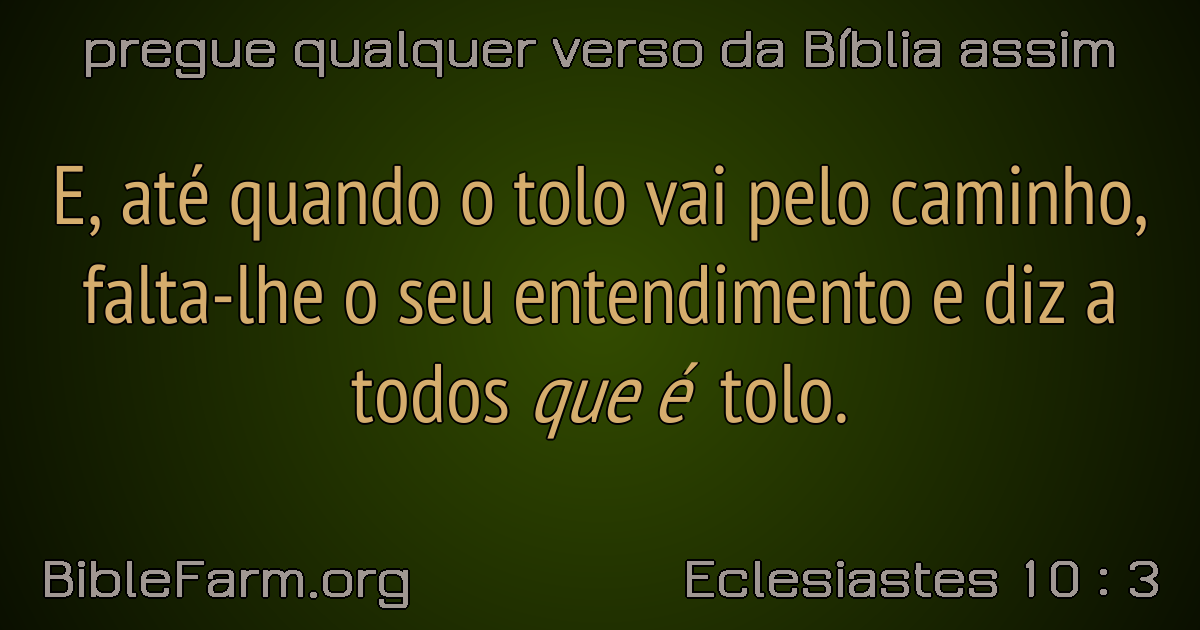 pregue qualquer verso da Bíblia assim
E, até quando o tolo vai pelo caminho,
falta-lhe o seu entendimento e diz a
todos que é tolo.
BibleFarm.org
Eclesiastes 10 : 3